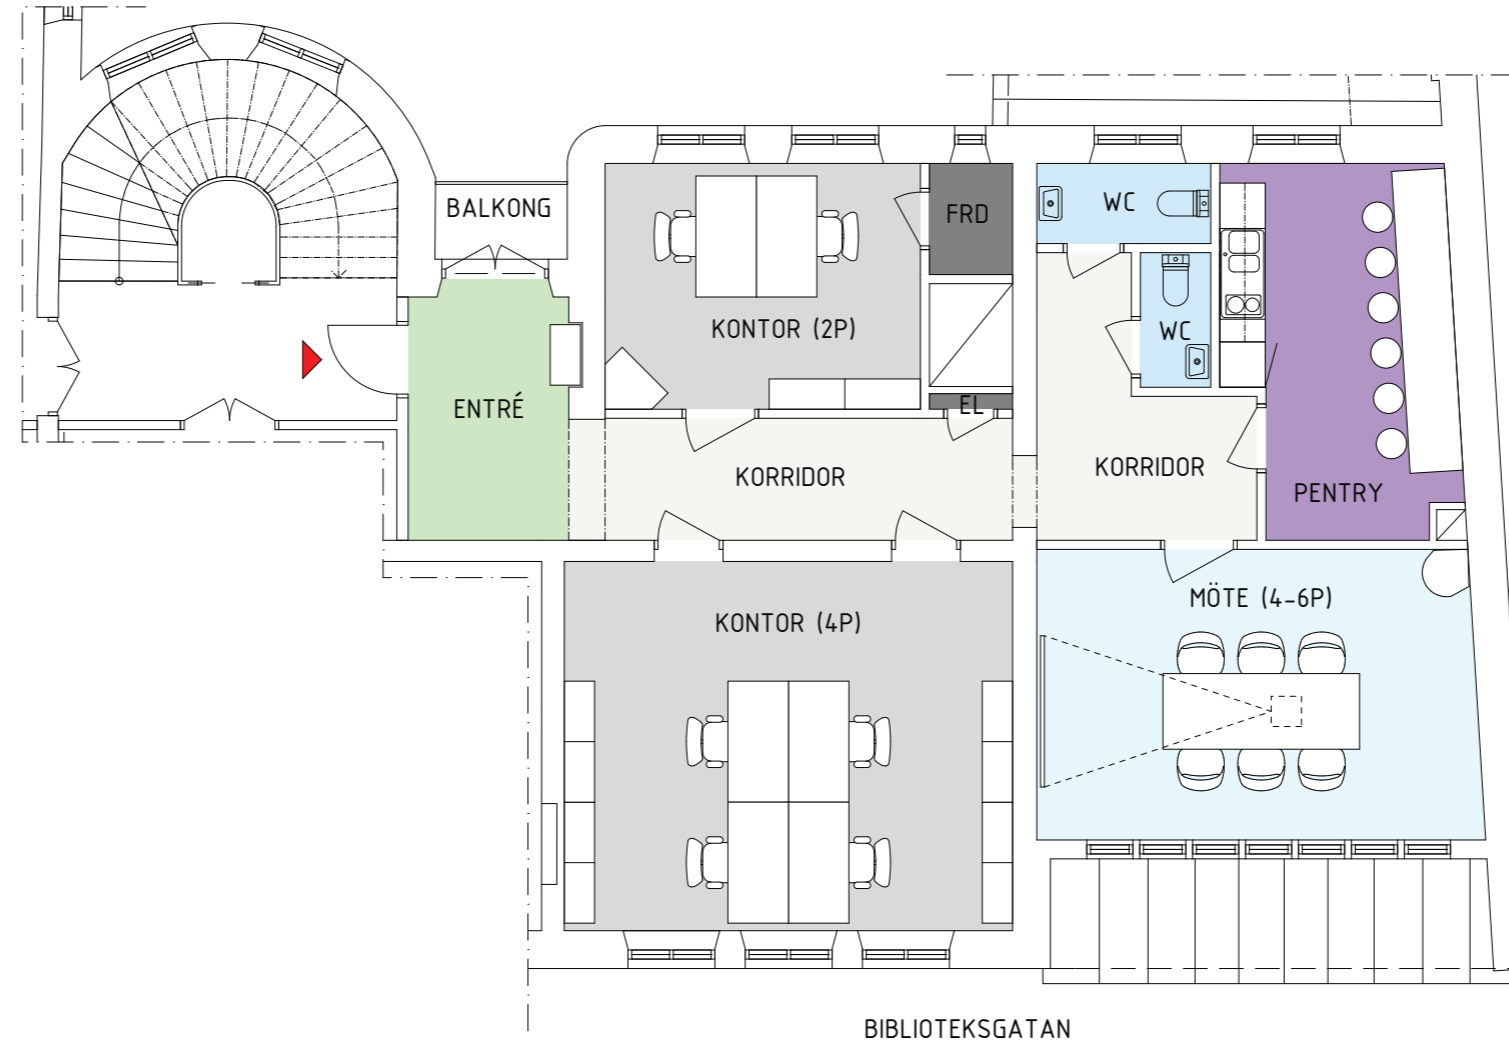 BALKONG
WC
FRD
KONTOR (2P)
WC
ENTRÉ
EL
KORRIDOR
KORRIDOR
PENTRY
MÖTE (4-6P)
KONTOR (4P)
BIBLIOTEKSGATAN